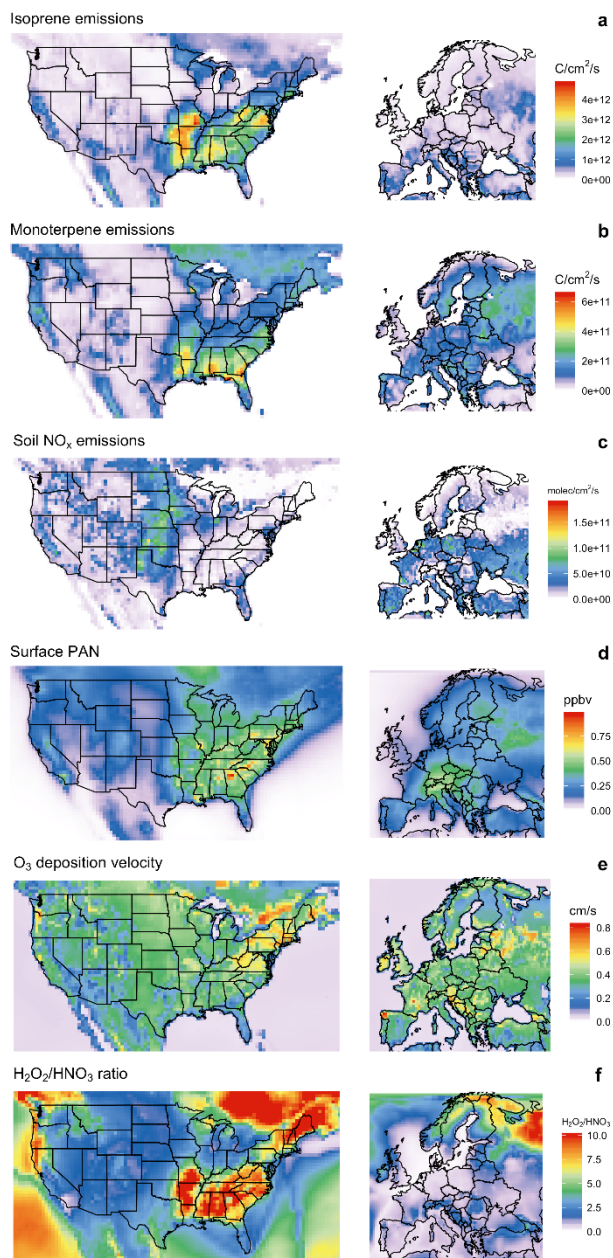 Isoprene emissions
a
C/cm²/s
4e+12
3e+12
2e+12
1e+12
0e+00
Monoterpene emissions
b
C/cm²/s
6e+11
4e+11
2e+11
0e+00
Soil NOₓ emissions
c
molec/cm²/s
1.5e+11
1.0e+11
5.0e+10
0.0e+00
Surface PAN
d
ppbv
0.75
0.50
0.25
0.00
O₃ deposition velocity
e
cm/s
0.8
0.6
0.4
0.2
0.0
H₂O₂/HNO₃ ratio
f
H₂O₂/HNO₃
10.0
7.5
5.0
2.5
0.0